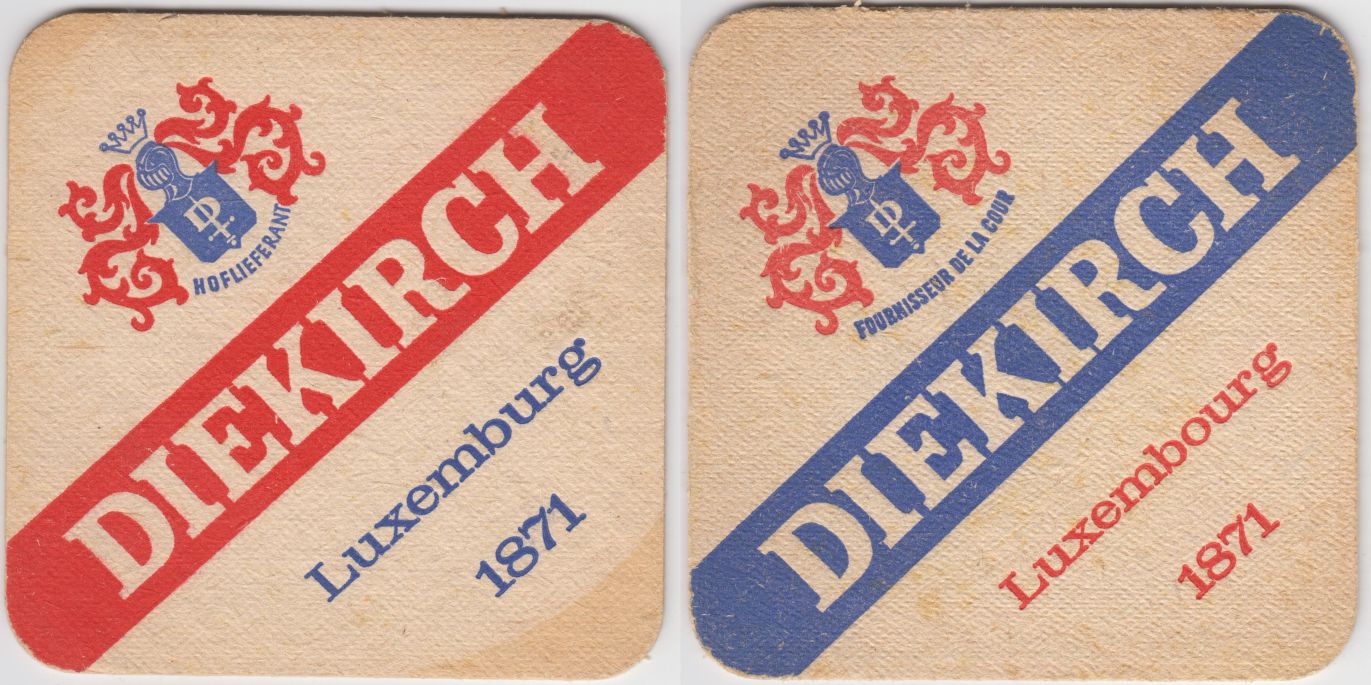 D
HOFLIEFERANT
DIEKIRCH
Luxemburg
1871
D
FOURNISSEUR DE LA COUR
DIEKIRCH
Luxembourg
1871